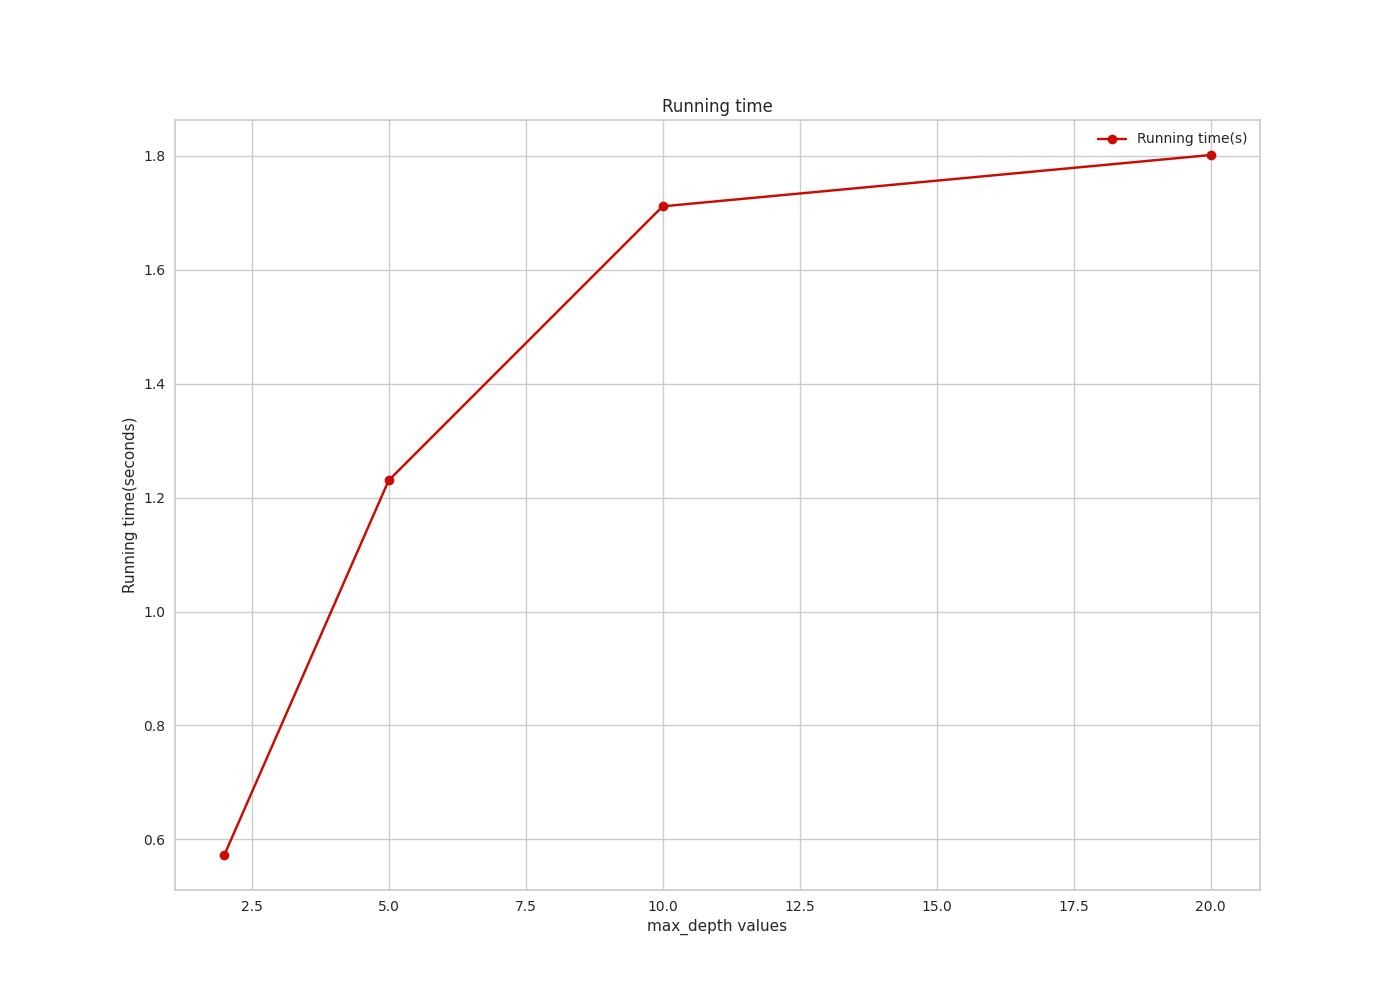 Running time
Running time(s)
1.8
1.6
1.4
1.2
1.0
0.8
0.6
Running time(seconds)
2.5 5.0 7.5 10.0 12.5 15.0 17.5 20.0
max_depth values